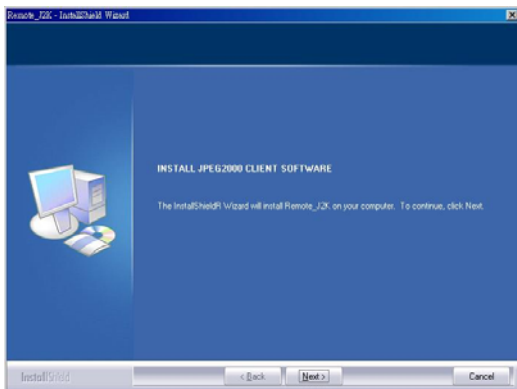 Remote_J2K - InstallShield Wizard
INSTALL JPEG2000 CLIENT SOFTWARE
The InstallShieldR Wizard will install Remote_J2K on your computer. To continue, click Next.
InstallShield
< Back
Next >
Cancel